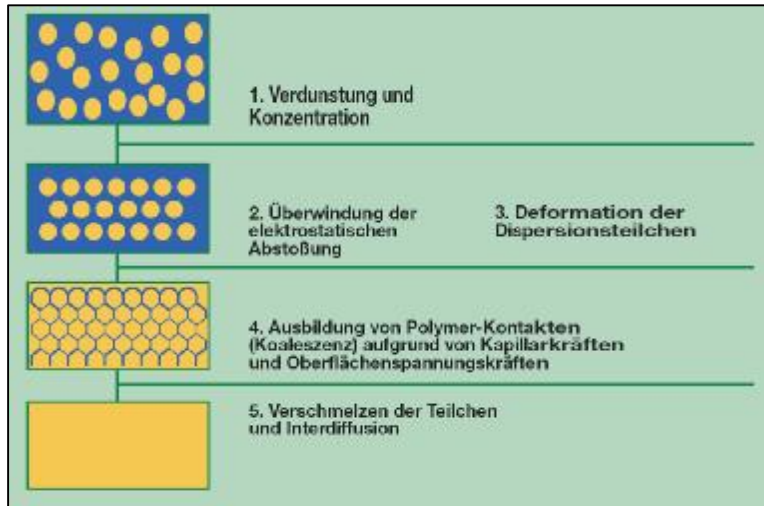 1. Verdunstung und
Konzentration
2. Überwindung der
elektrostatischen
Abstoßung
3. Deformation der
Dispersionsteilchen
4. Ausbildung von Polymer-Kontakten
(Koaleszenz) aufgrund von Kapillarkräften
und Oberflächenspannungskräften
5. Verschmelzen der Teilchen
und Interdiffusion